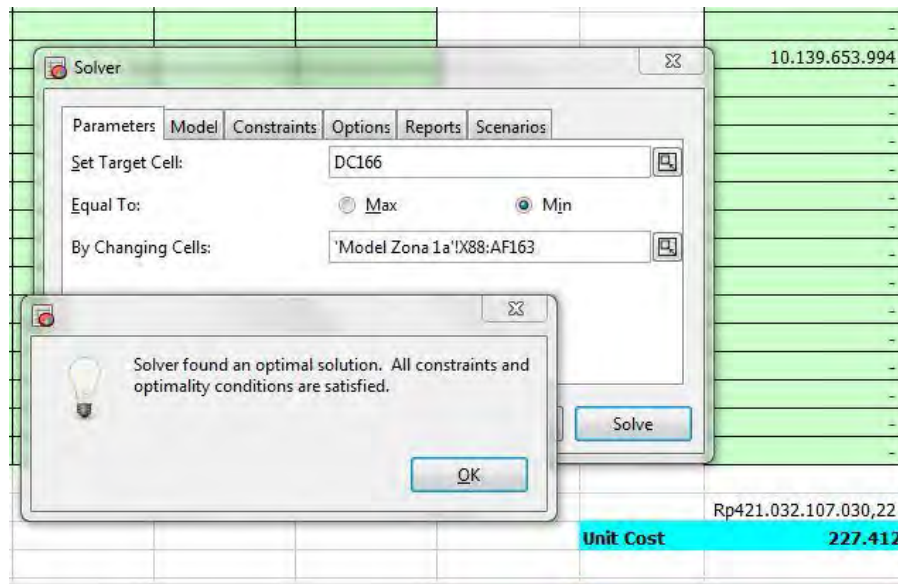 -
Solver
10.139.653.994
-
Parameters Model Constraints Options Reports Scenarios
-
Set Target Cell: DC166
-
Equal To: Max Min
-
By Changing Cells: 'Model Zona 1a'!X88:AF163
-
-
-
-
Solver found an optimal solution. All constraints and
optimality conditions are satisfied.
-
-
-
Solve
-
OK
Rp421.032.107.030,22
Unit Cost 227.412